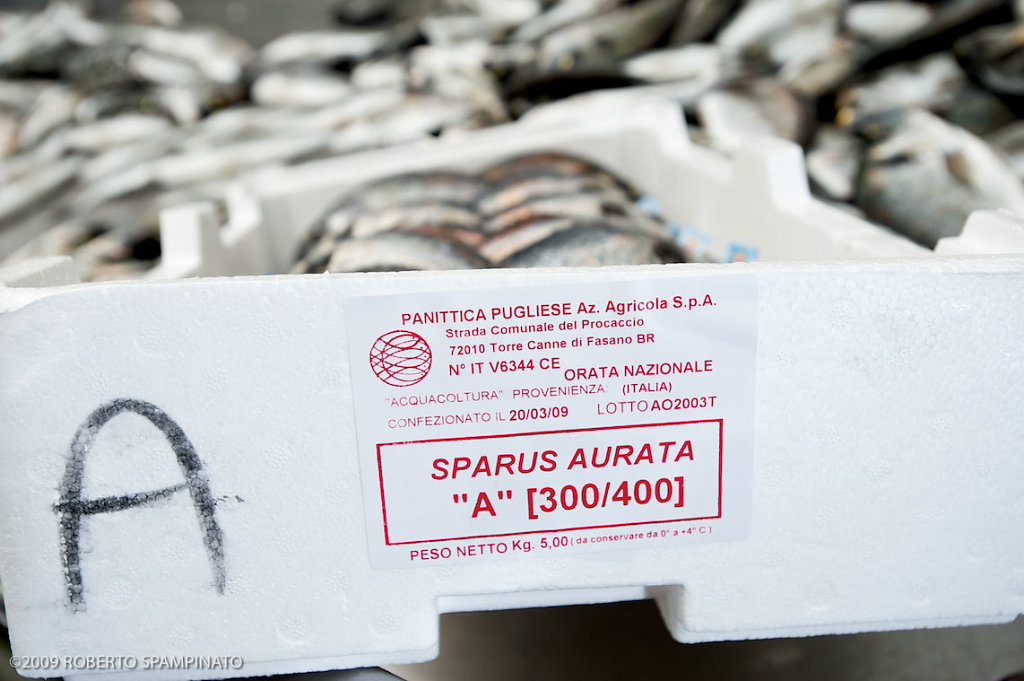 PANITTICA PUGLIESE Az. Agricola S.p.A.
Strada Comunale del Procaccio
72010 Torre Canne di Fasano BR
N° IT V6344 CE
ORATA NAZIONALE
"ACQUACOLTURA" PROVENIENZA: (ITALIA)
CONFEZIONATO IL 20/03/09 LOTTO AO2003T
SPARUS AURATA
"A" [300/400]
PESO NETTO Kg. 5,00 ( da conservare da 0° a +4° C )
A
©2009 ROBERTO SPAMPINATO